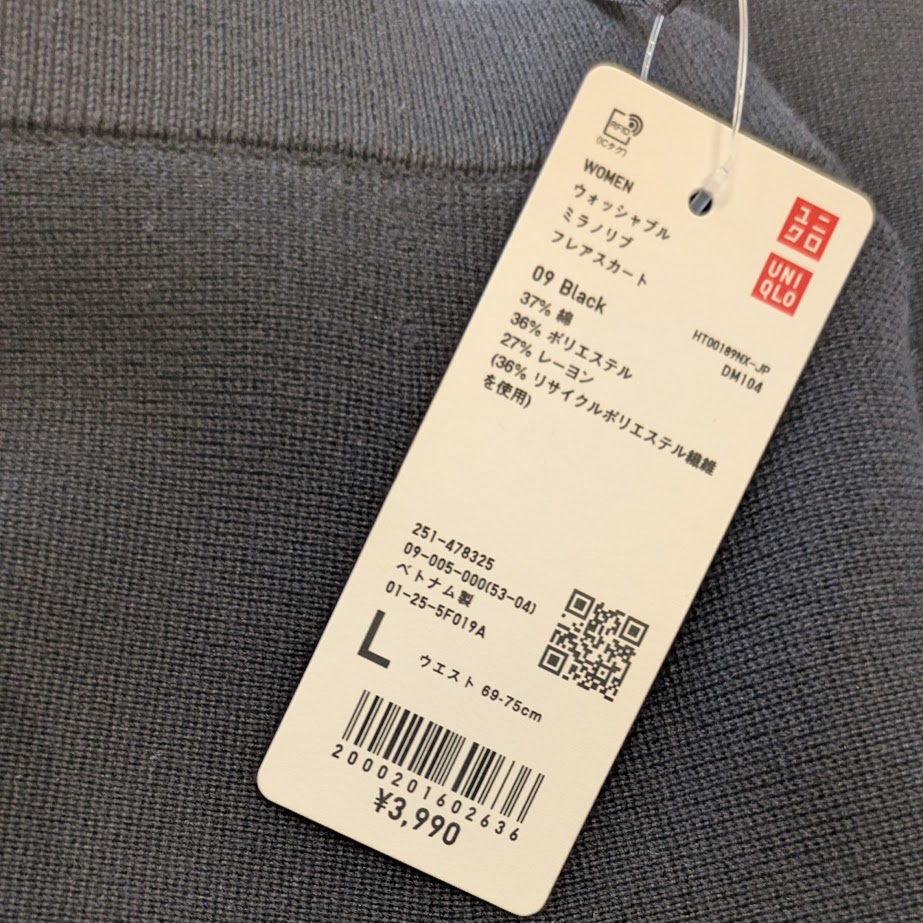 RFID
(ICタグ)
WOMEN
ウォッシャブル
ミラノリブ
フレアスカート
09 Black
37% 綿
36% ポリエステル
27% レーヨン
(36% リサイクルポリエステル繊維
を使用)
ユニ
クロ
UNI
QLO
HT00189NX-JP
DM104
251-478325
09-005-000(53-04)
ベトナム製
01-25-5F019A
L
ウエスト 69-75cm
2000201602636
¥3,990